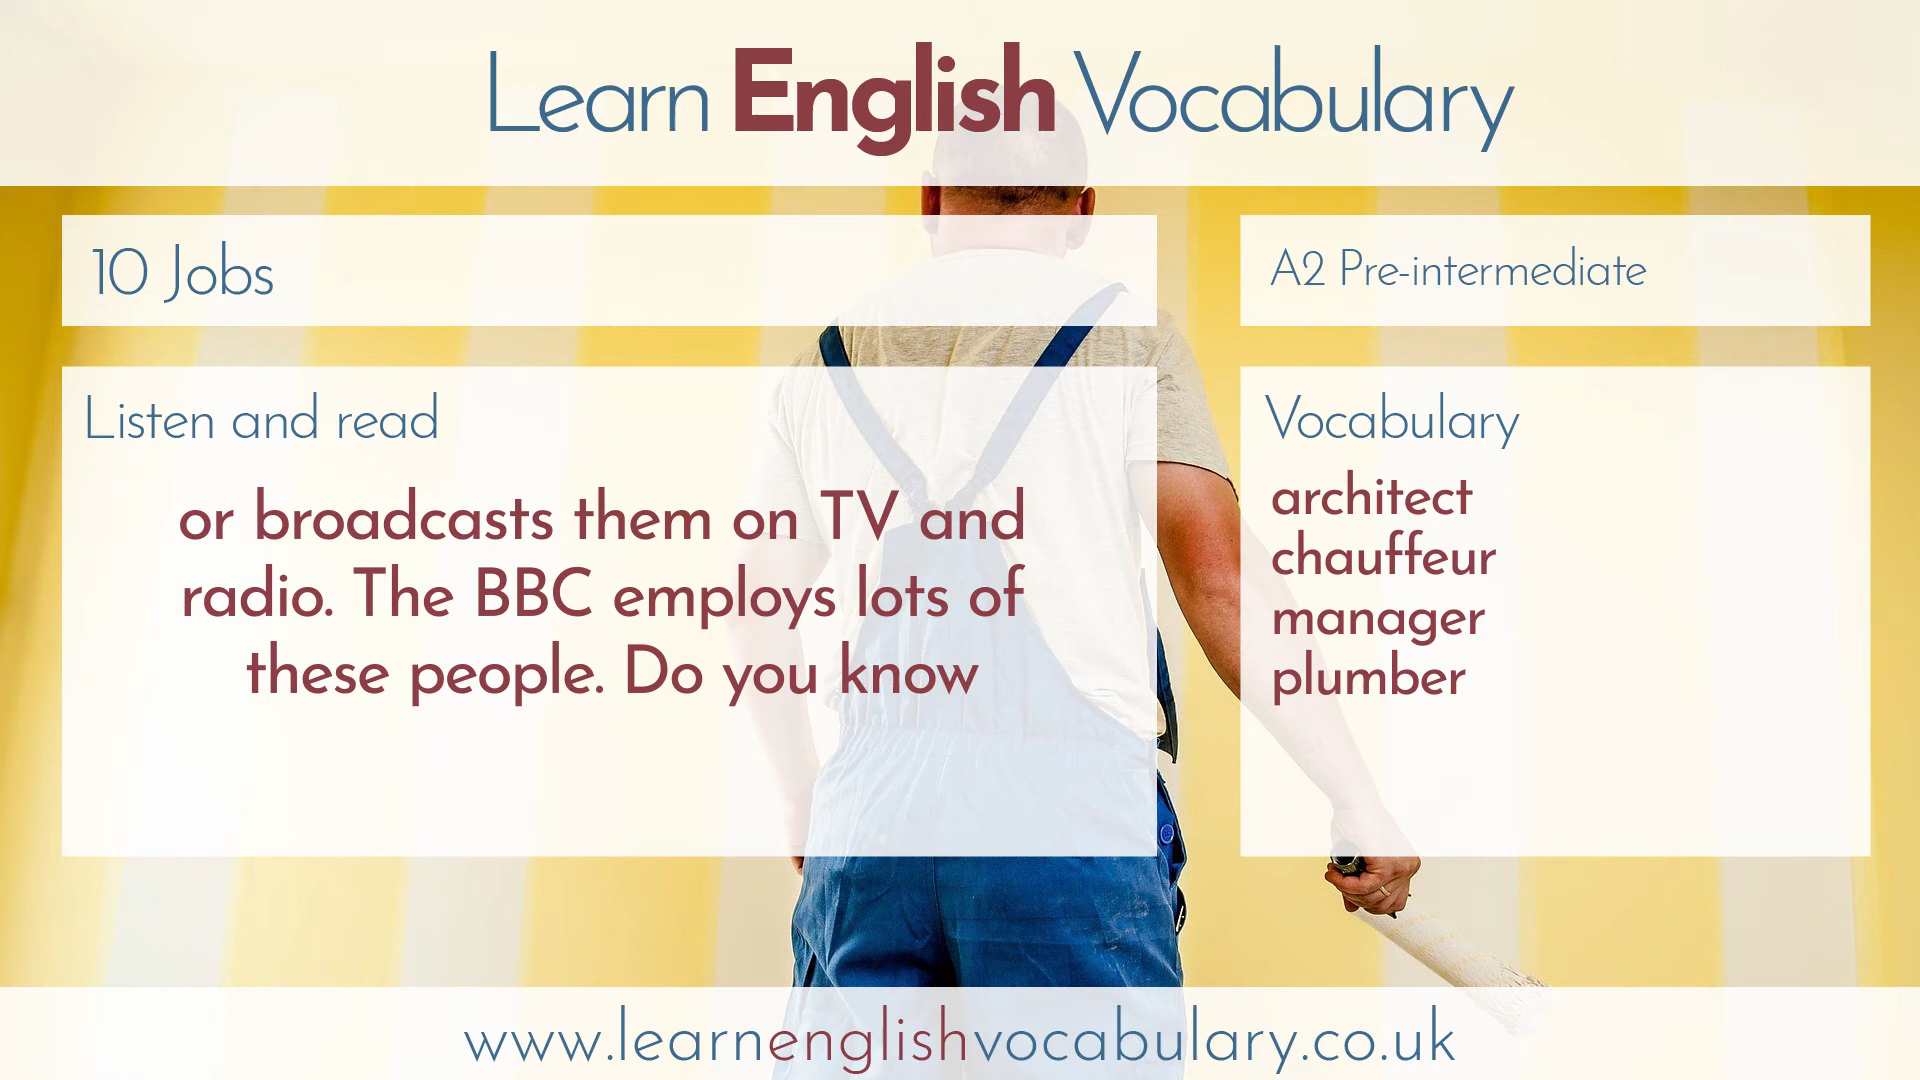 Learn English Vocabulary
10 Jobs
A2 Pre-intermediate
Listen and read
or broadcasts them on TV and
radio. The BBC employs lots of
these people. Do you know
Vocabulary
architect
chauffeur
manager
plumber
www.learnenglishvocabulary.co.uk